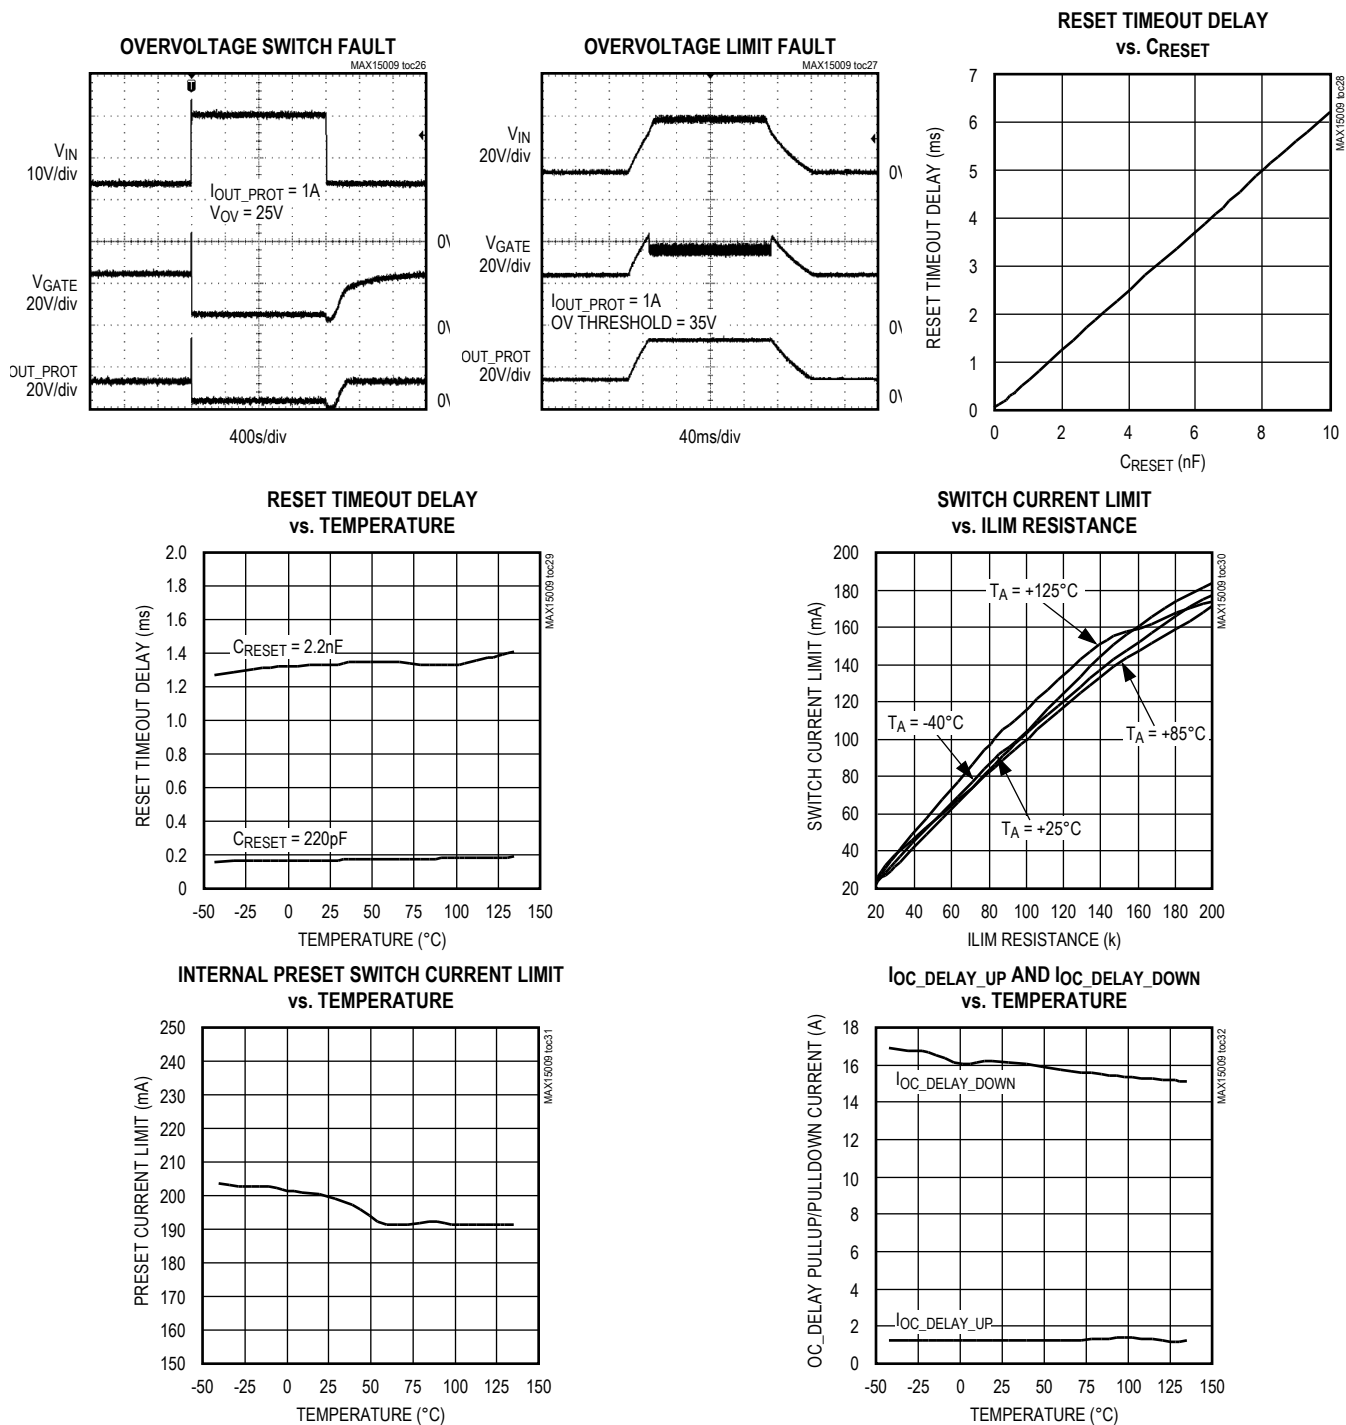 OVERVOLTAGE SWITCH FAULT
MAX15009 toc26
VIN
10V/div
IOUT_PROT = 1A
VOV = 25V
0V
VGATE
20V/div
0V
OUT_PROT
20V/div
0V
400s/div
OVERVOLTAGE LIMIT FAULT
MAX15009 toc27
VIN
20V/div
0V
VGATE
20V/div
IOUT_PROT = 1A
OV THRESHOLD = 35V
0V
OUT_PROT
20V/div
0V
40ms/div
RESET TIMEOUT DELAY
vs. CRESET
MAX15009 toc28
RESET TIMEOUT DELAY (ms)
7
6
5
4
3
2
1
0
0 2 4 6 8 10
CRESET (nF)
RESET TIMEOUT DELAY
vs. TEMPERATURE
MAX15009 toc29
RESET TIMEOUT DELAY (ms)
2.0
1.8
1.6
1.4
CRESET = 2.2nF
1.2
1.0
0.8
0.6
0.4
CRESET = 220pF
0.2
0
-50 -25 0 25 50 75 100 125 150
TEMPERATURE (°C)
SWITCH CURRENT LIMIT
vs. ILIM RESISTANCE
MAX15009 toc30
SWITCH CURRENT LIMIT (mA)
200
180
TA = +125°C
160
140
120
TA = -40°C
TA = +85°C
100
80
60
TA = +25°C
40
20
20 40 60 80 100 120 140 160 180 200
ILIM RESISTANCE (k)
INTERNAL PRESET SWITCH CURRENT LIMIT
vs. TEMPERATURE
MAX15009 toc31
PRESET CURRENT LIMIT (mA)
250
240
230
220
210
200
190
180
170
160
150
-50 -25 0 25 50 75 100 125 150
TEMPERATURE (°C)
IOC_DELAY_UP AND IOC_DELAY_DOWN
vs. TEMPERATURE
MAX15009 toc32
OC_DELAY PULLUP/PULLDOWN CURRENT (A)
18
16
IOC_DELAY_DOWN
14
12
10
8
6
4
2
IOC_DELAY_UP
0
-50 -25 0 25 50 75 100 125 150
TEMPERATURE (°C)